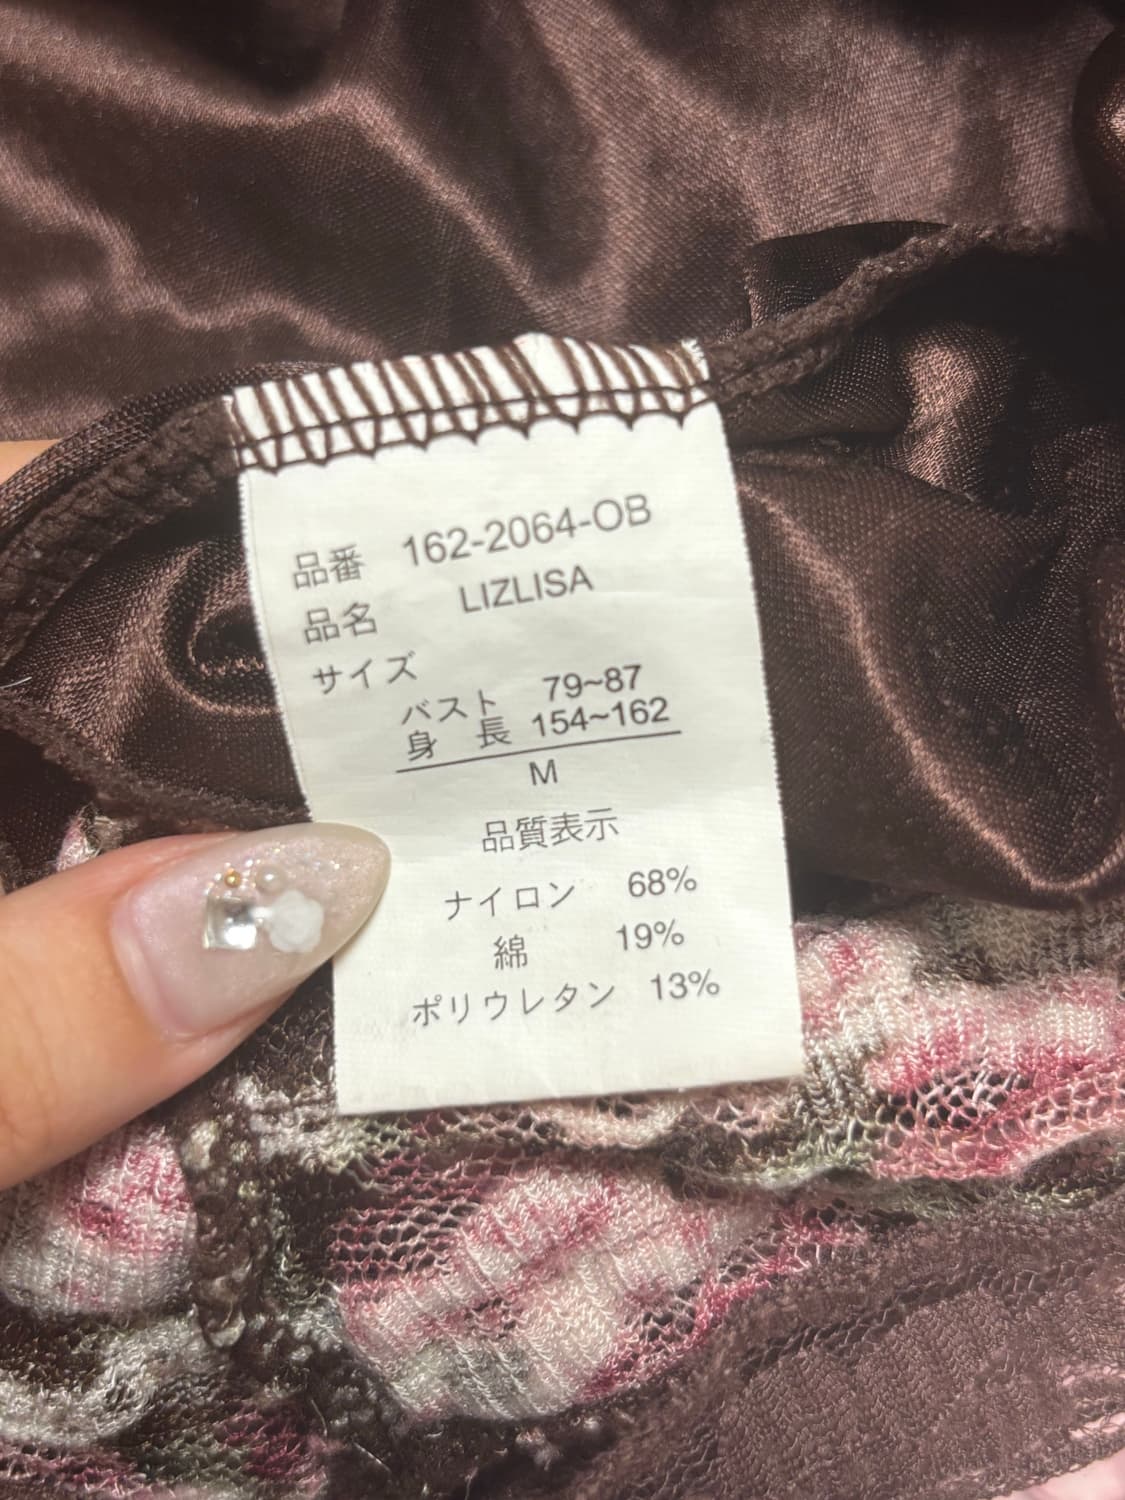 品番 162-2064-OB
品名 LIZLISA
サイズ
バスト 79~87
身 長 154~162
M
品質表示
ナイロン 68%
綿 19%
ポリウレタン 13%